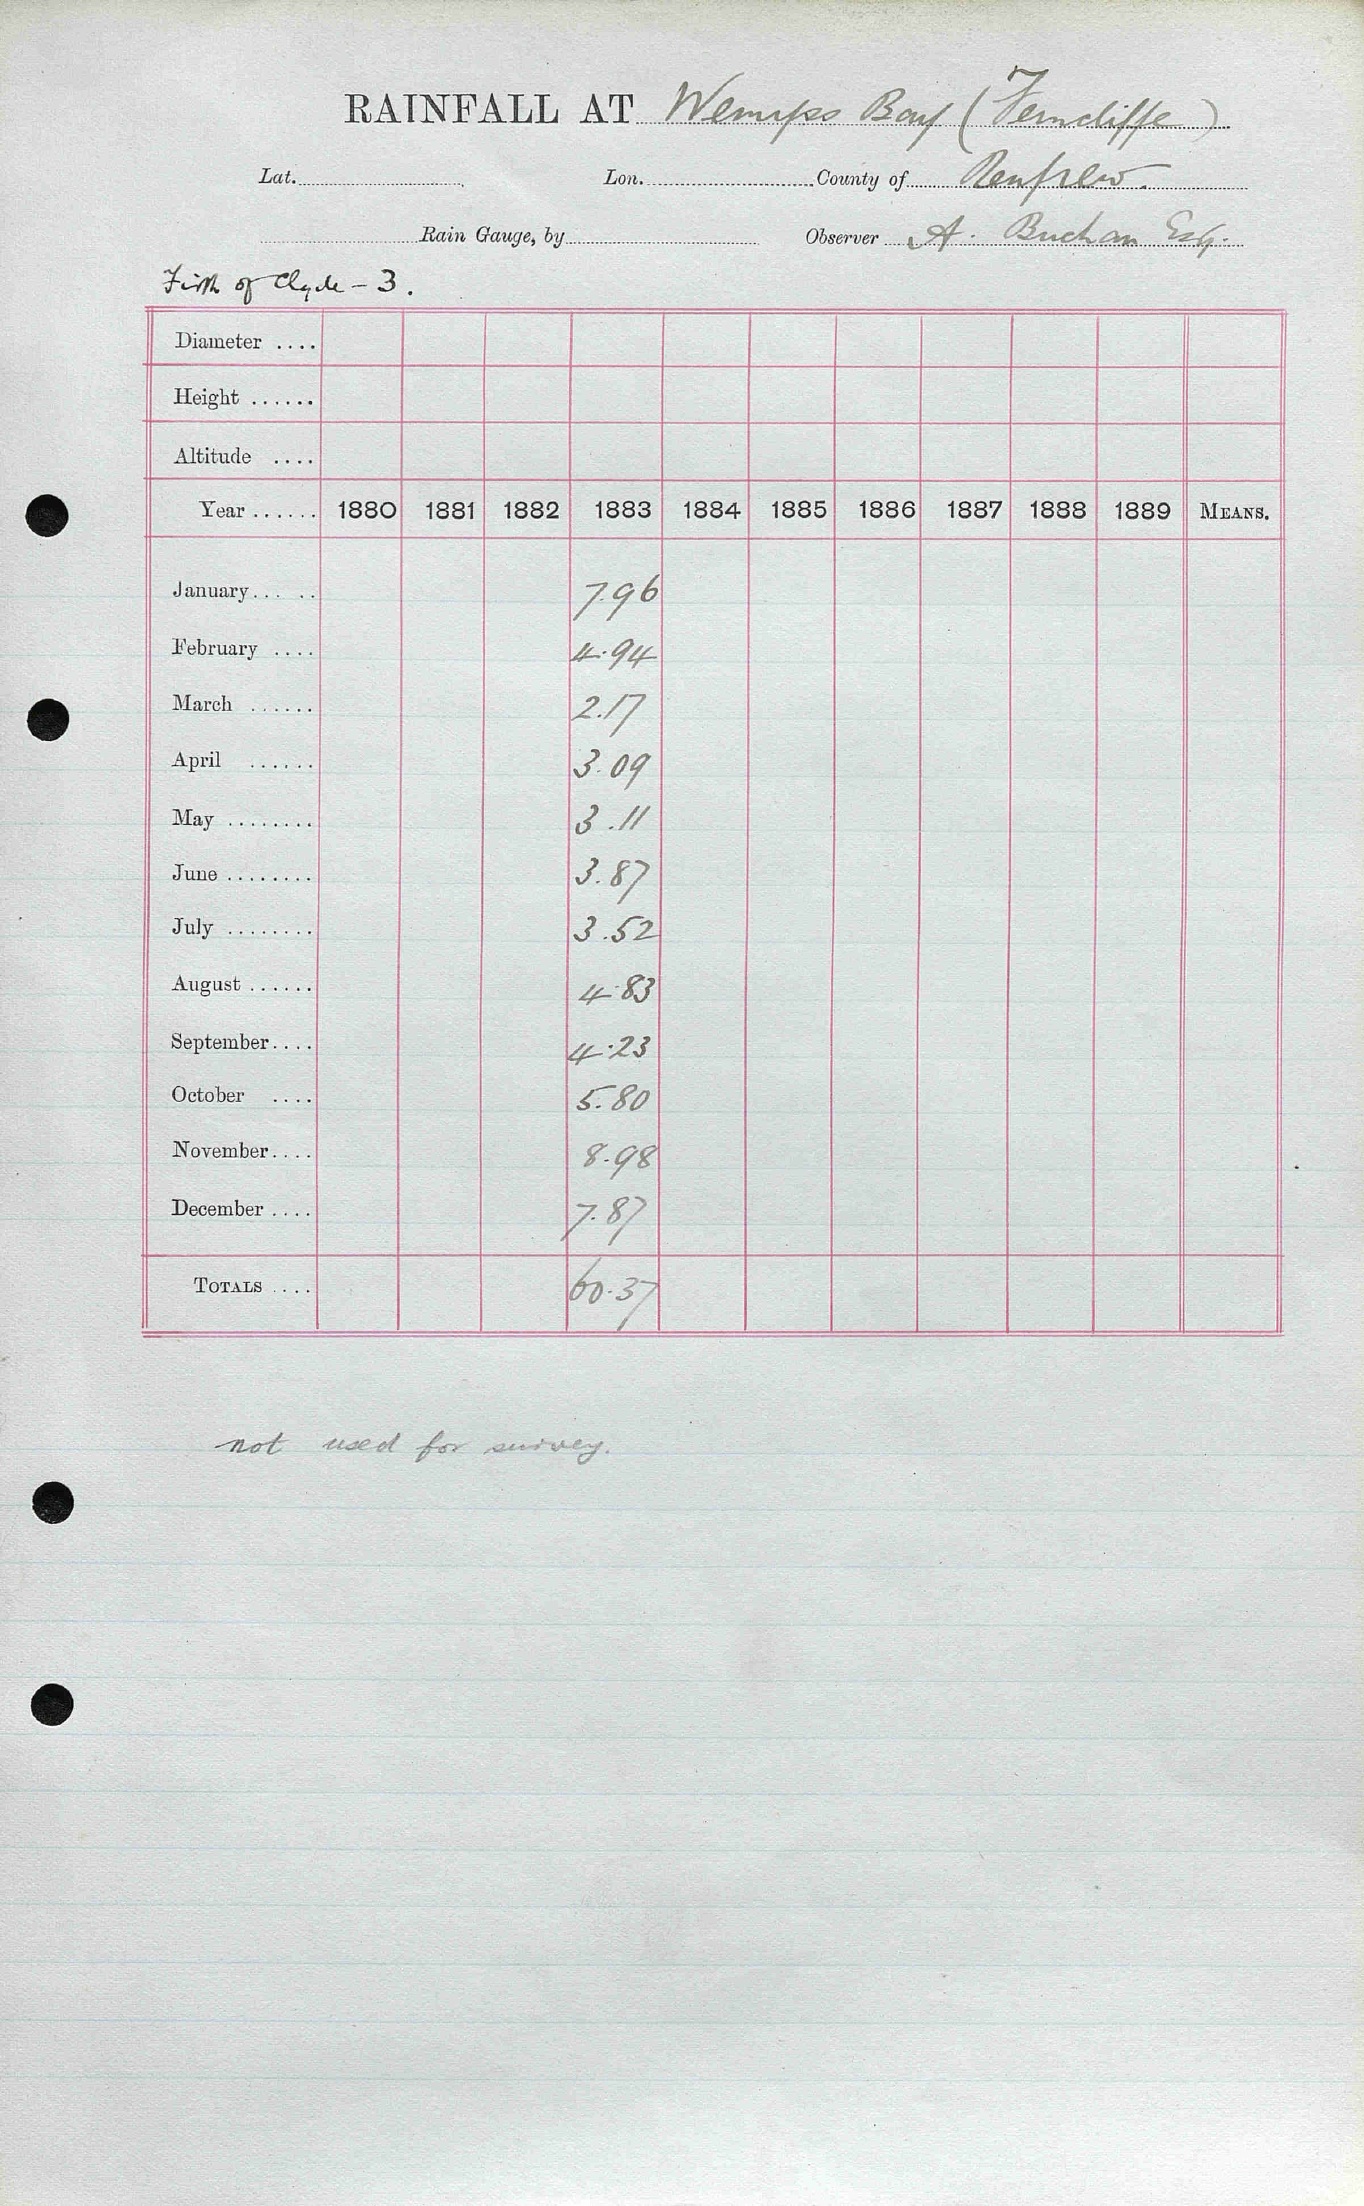 RAINFALL AT Wemyss Bay (Ferncliffe)
Lat. Lon. County of Renfrew.
Rain Gauge, by Observer A. Buchan Esq.
Firth of Clyde - 3.
Diameter ....
Height ......
Altitude ....
Year ...... 1880 1881 1882 1883 1884 1885 1886 1887 1888 1889 MEANS.
January... .. 7.96
February .... 4.94
March ...... 2.17
April ...... 3.09
May ........ 3.11
June ........ 3.87
July ........ 3.52
August ...... 4.83
September.... 4.23
October .... 5.80
November.... 8.98
December .... 7.87
TOTALS .... 60.37
not used for survey.